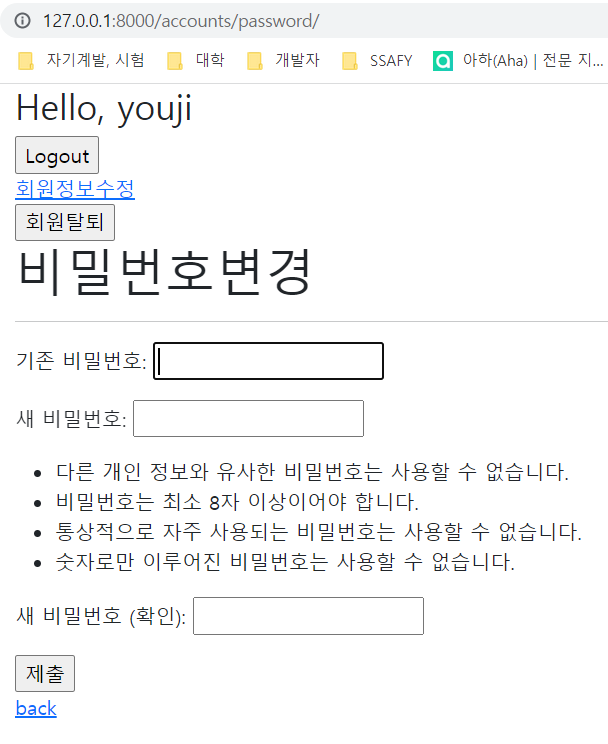 127.0.0.1:8000/accounts/password/
자기계발, 시험 대학 개발자 SSAFY 아하(Aha) | 전문 지...
Hello, youji
Logout
회원정보수정
회원탈퇴
비밀번호변경
기존 비밀번호:
새 비밀번호:
다른 개인 정보와 유사한 비밀번호는 사용할 수 없습니다.
비밀번호는 최소 8자 이상이어야 합니다.
통상적으로 자주 사용되는 비밀번호는 사용할 수 없습니다.
숫자로만 이루어진 비밀번호는 사용할 수 없습니다.
새 비밀번호 (확인):
제출
back